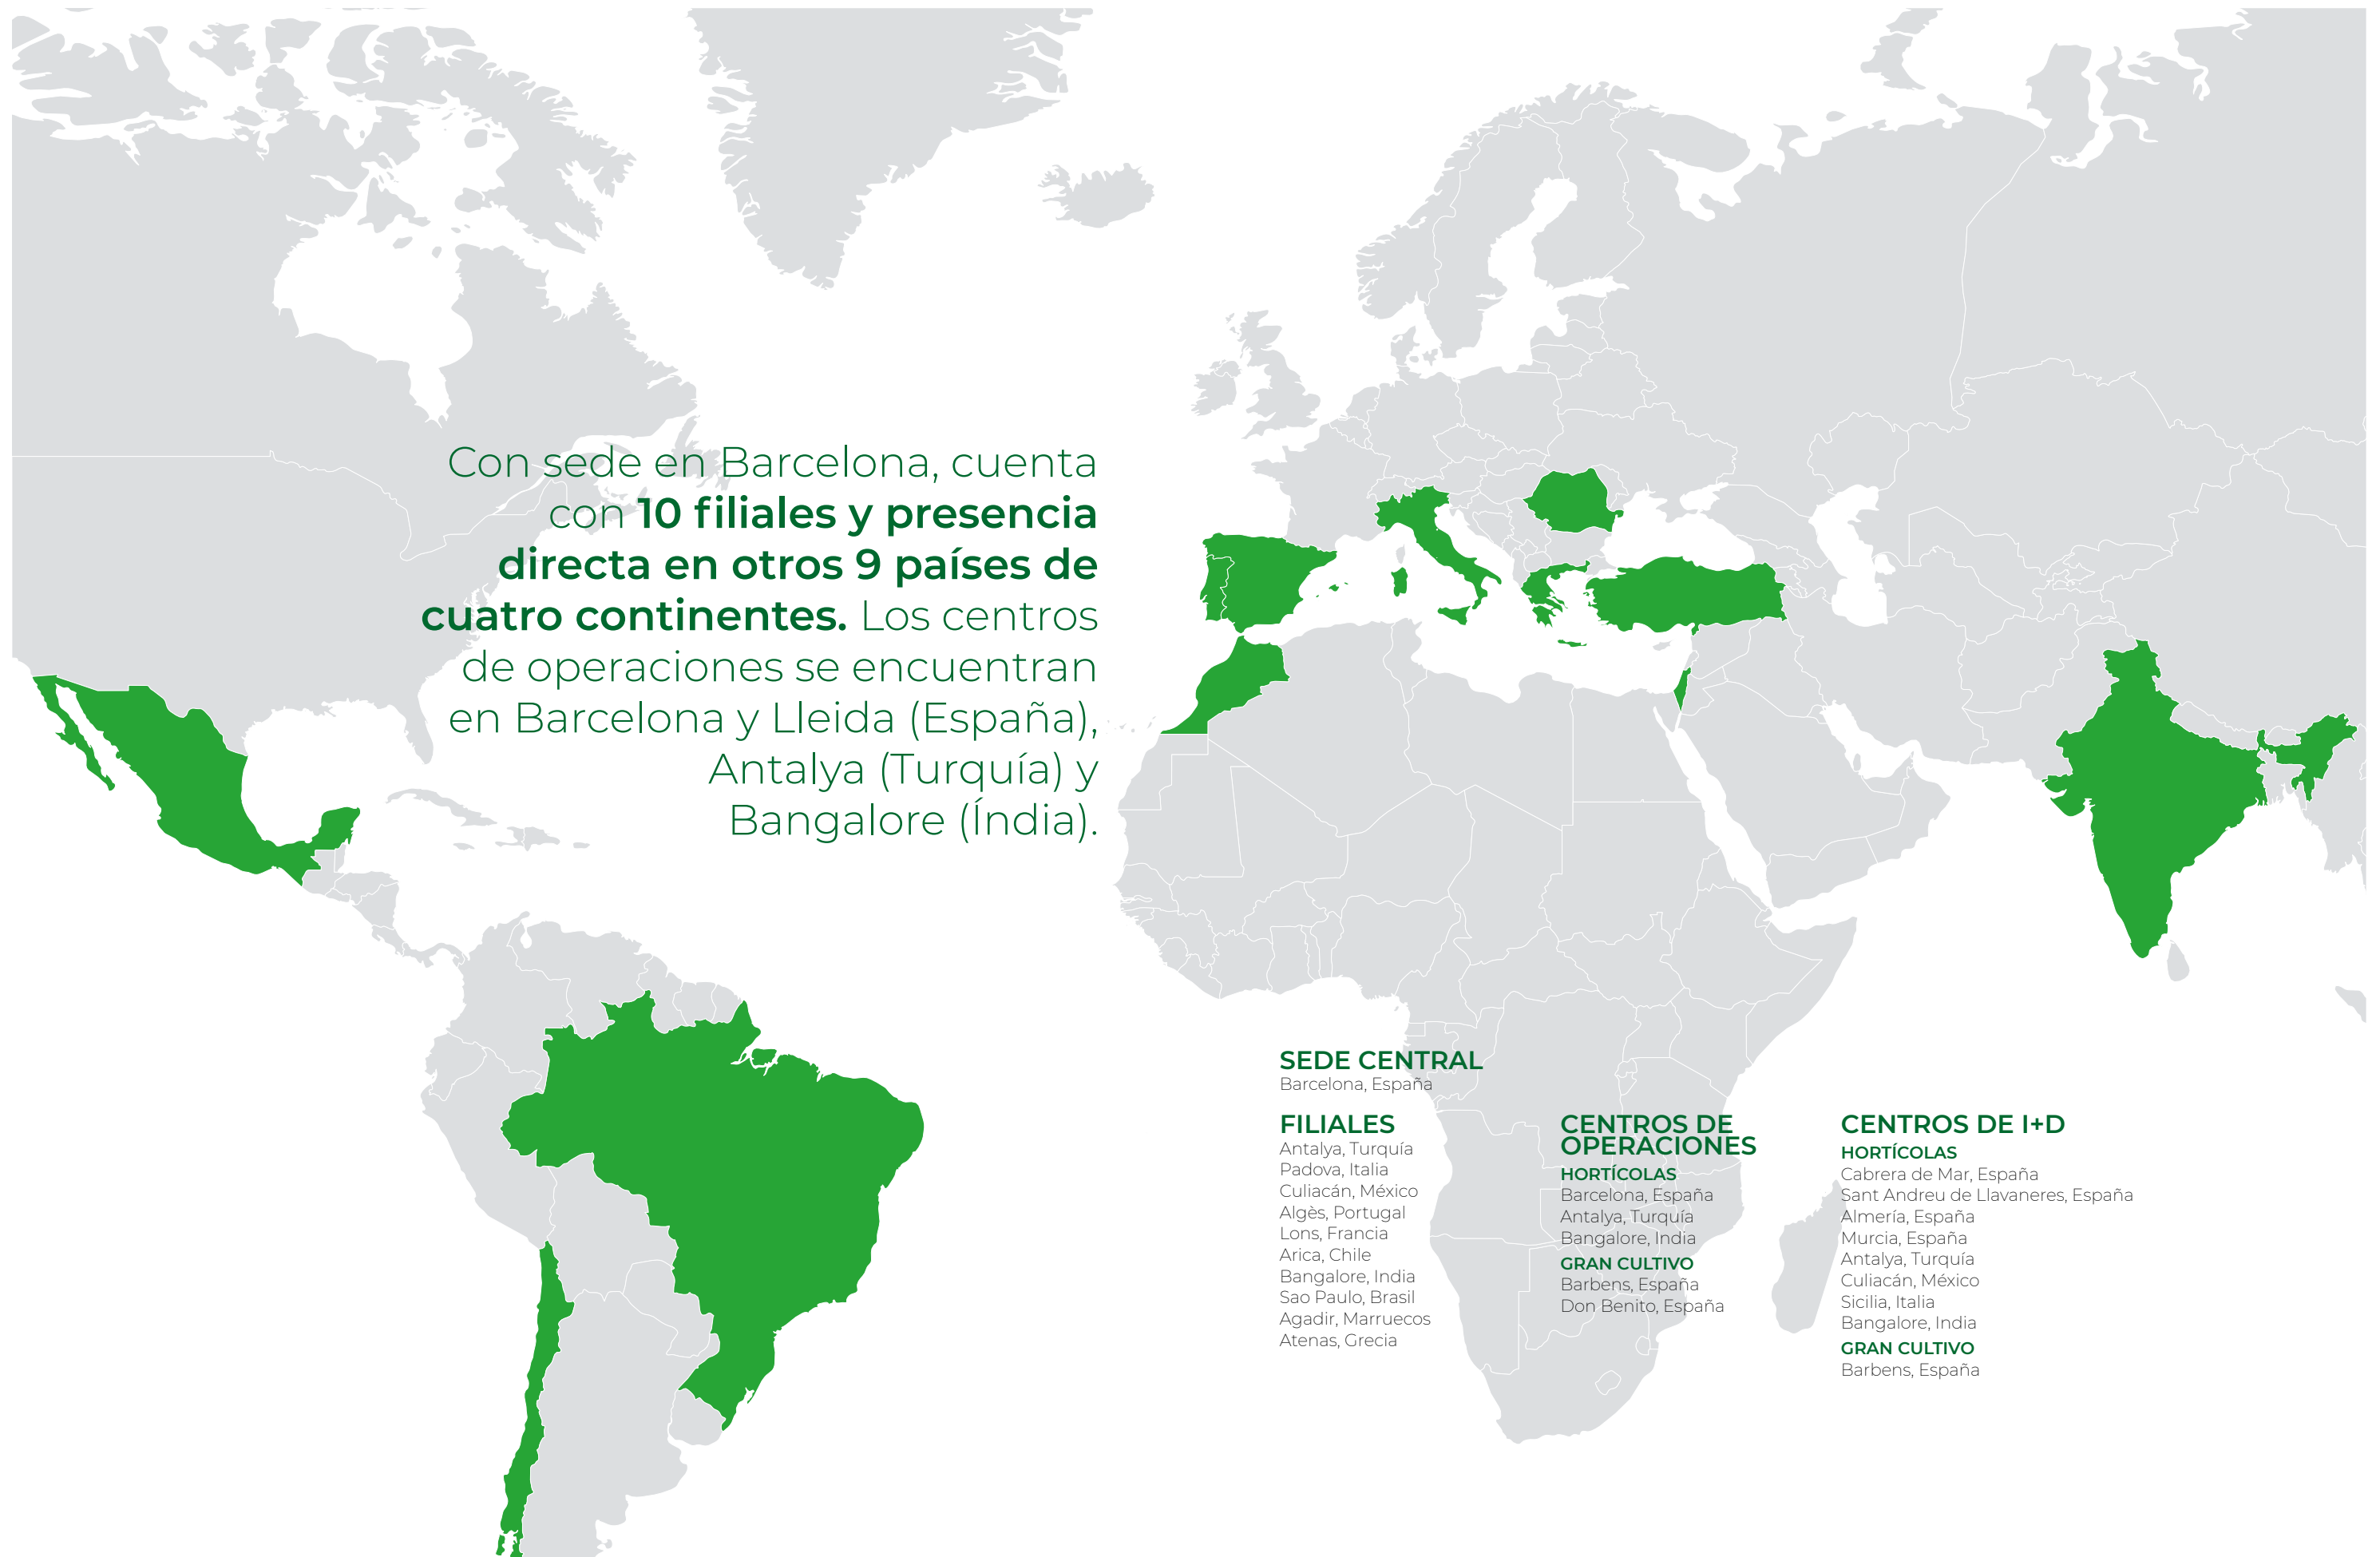 Con sede en Barcelona, cuenta
con 10 filiales y presencia
directa en otros 9 países de
cuatro continentes. Los centros
de operaciones se encuentran
en Barcelona y Lleida (España),
Antalya (Turquía) y
Bangalore (Índia).
SEDE CENTRAL
Barcelona, España
FILIALES
Antalya, Turquía
Padova, Italia
Culiacán, México
Algès, Portugal
Lons, Francia
Arica, Chile
Bangalore, India
Sao Paulo, Brasil
Agadir, Marruecos
Atenas, Grecia
CENTROS DE
OPERACIONES
HORTÍCOLAS
Barcelona, España
Antalya, Turquía
Bangalore, India
GRAN CULTIVO
Barbens, España
Don Benito, España
CENTROS DE I+D
HORTÍCOLAS
Cabrera de Mar, España
Sant Andreu de Llavaneres, España
Almería, España
Murcia, España
Antalya, Turquía
Culiacán, México
Sicilia, Italia
Bangalore, India
GRAN CULTIVO
Barbens, España